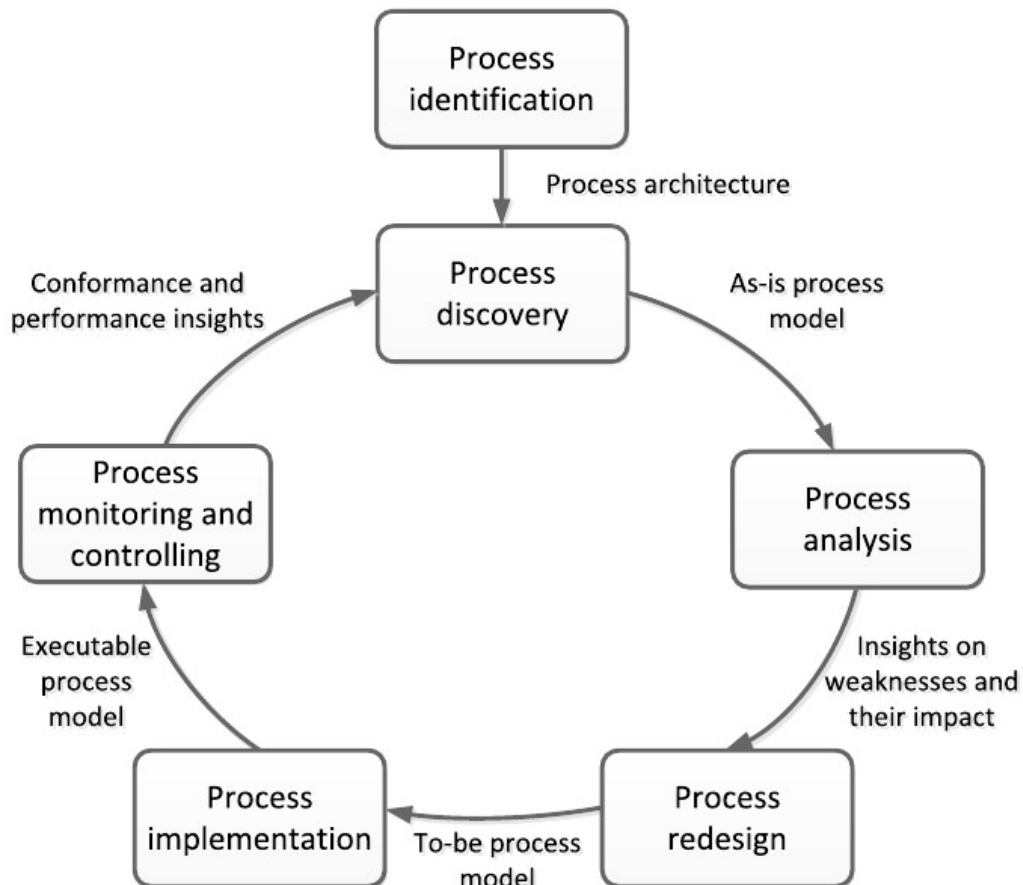 Process
identification
Process architecture
Process
discovery
Conformance and
performance insights
As-is process
model
Process
monitoring and
controlling
Process
analysis
Executable
process
model
Insights on
weaknesses and
their impact
Process
implementation
To-be process
model
Process
redesign